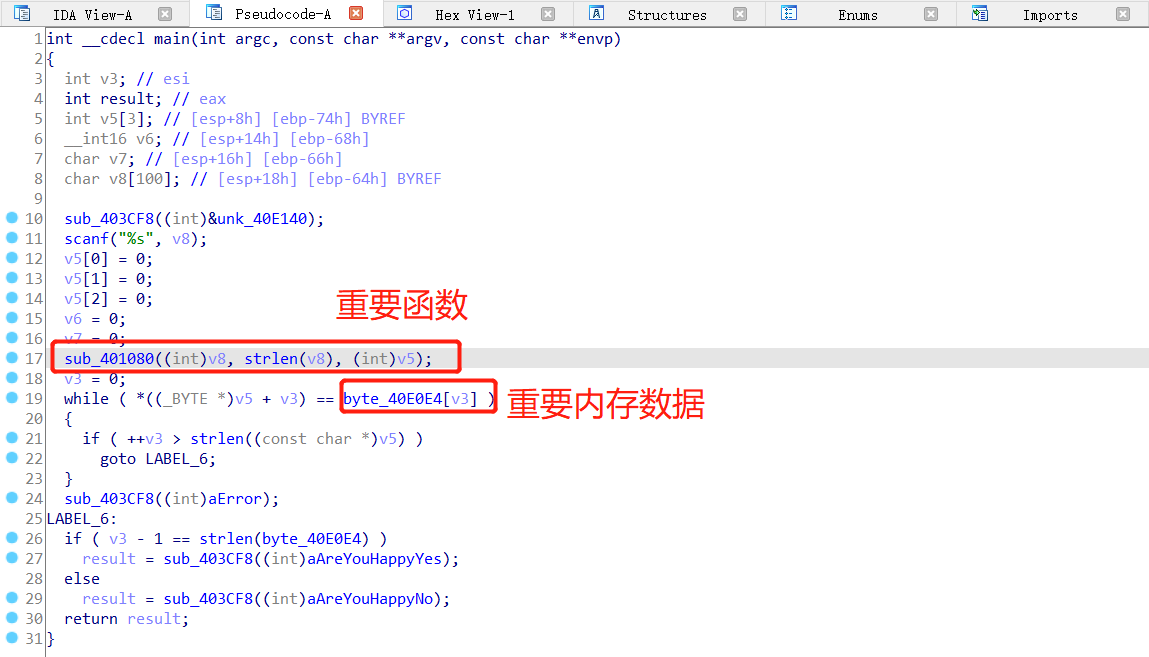 IDA View-A Pseudocode-A Hex View-1 Structures Enums Imports
1 int __cdecl main(int argc, const char **argv, const char **envp)
2 {
3 int v3; // esi
4 int result; // eax
5 int v5[3]; // [esp+8h] [ebp-74h] BYREF
6 __int16 v6; // [esp+14h] [ebp-68h]
7 char v7; // [esp+16h] [ebp-66h]
8 char v8[100]; // [esp+18h] [ebp-64h] BYREF
9
10 sub_403CF8((int)&unk_40E140);
11 scanf("%s", v8);
12 v5[0] = 0;
13 v5[1] = 0;
14 v5[2] = 0;
重要函数
15 v6 = 0;
16 v7 = 0;
17 sub_401080((int)v8, strlen(v8), (int)v5);
18 v3 = 0;
19 while ( *((_BYTE *)v5 + v3) == byte_40E0E4[v3] ) 重要内存数据
20 {
21 if ( ++v3 > strlen((const char *)v5) )
22 goto LABEL_6;
23 }
24 sub_403CF8((int)aError);
25 LABEL_6:
26 if ( v3 - 1 == strlen(byte_40E0E4) )
27 result = sub_403CF8((int)aAreYouHappyYes);
28 else
29 result = sub_403CF8((int)aAreYouHappyNo);
30 return result;
31 }